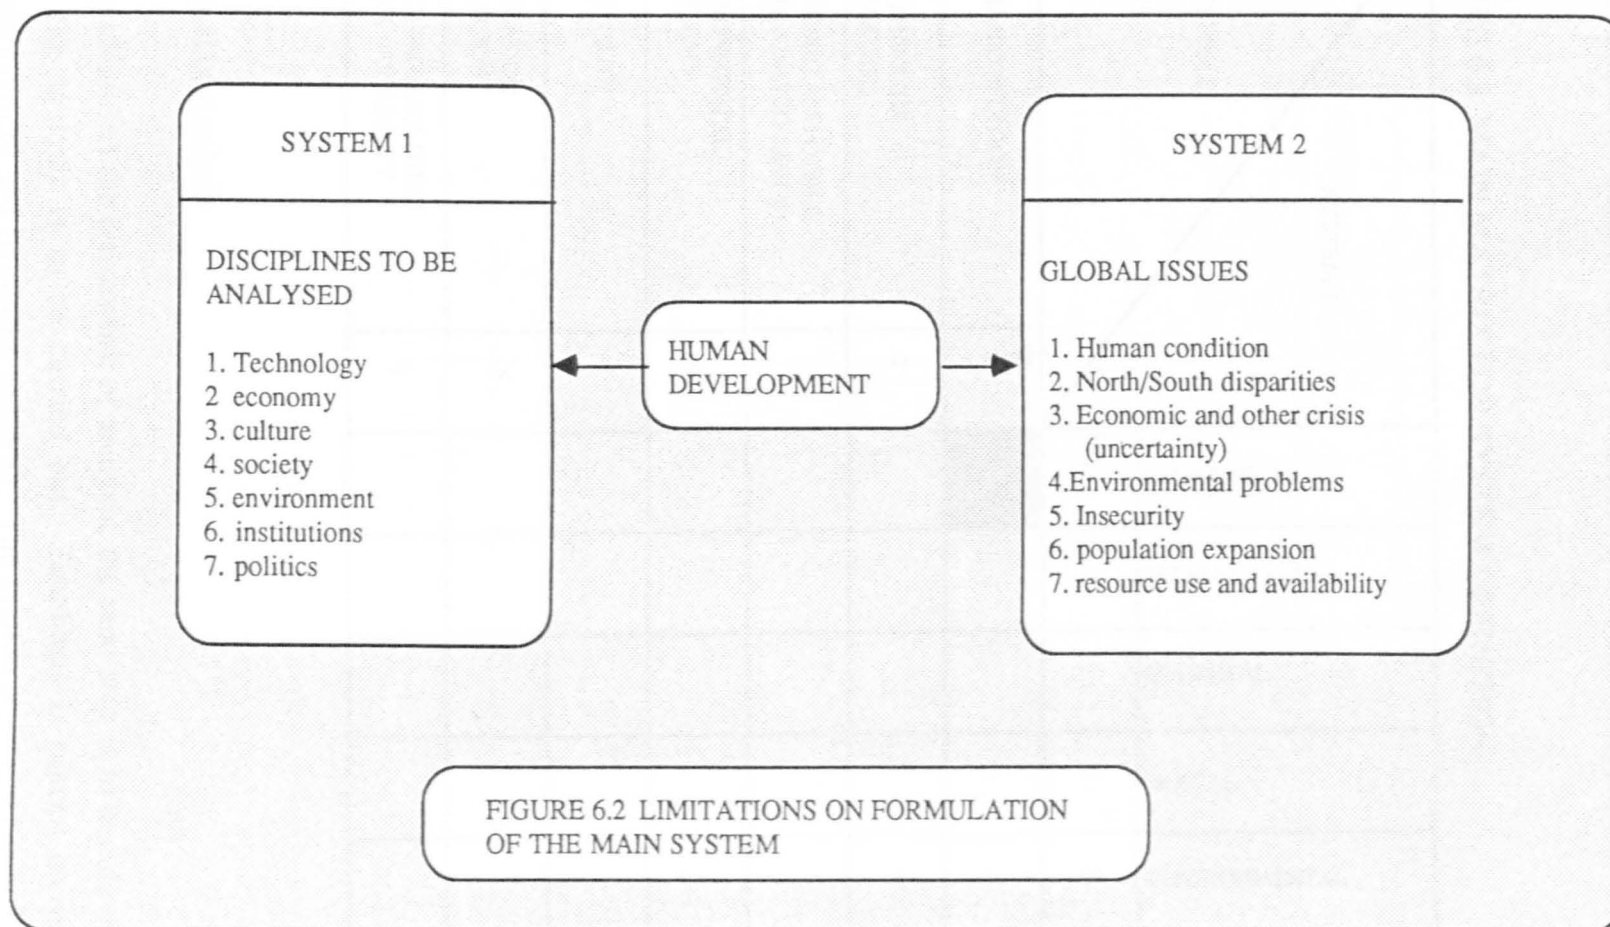 SYSTEM 1
DISCIPLINES TO BE
ANALYSED
1. Technology
2 economy
3. culture
4. society
5. environment
6. institutions
7. politics
HUMAN
DEVELOPMENT
SYSTEM 2
GLOBAL ISSUES
1. Human condition
2. North/South disparities
3. Economic and other crisis
(uncertainty)
4.Environmental problems
5. Insecurity
6. population expansion
7. resource use and availability
FIGURE 6.2 LIMITATIONS ON FORMULATION
OF THE MAIN SYSTEM